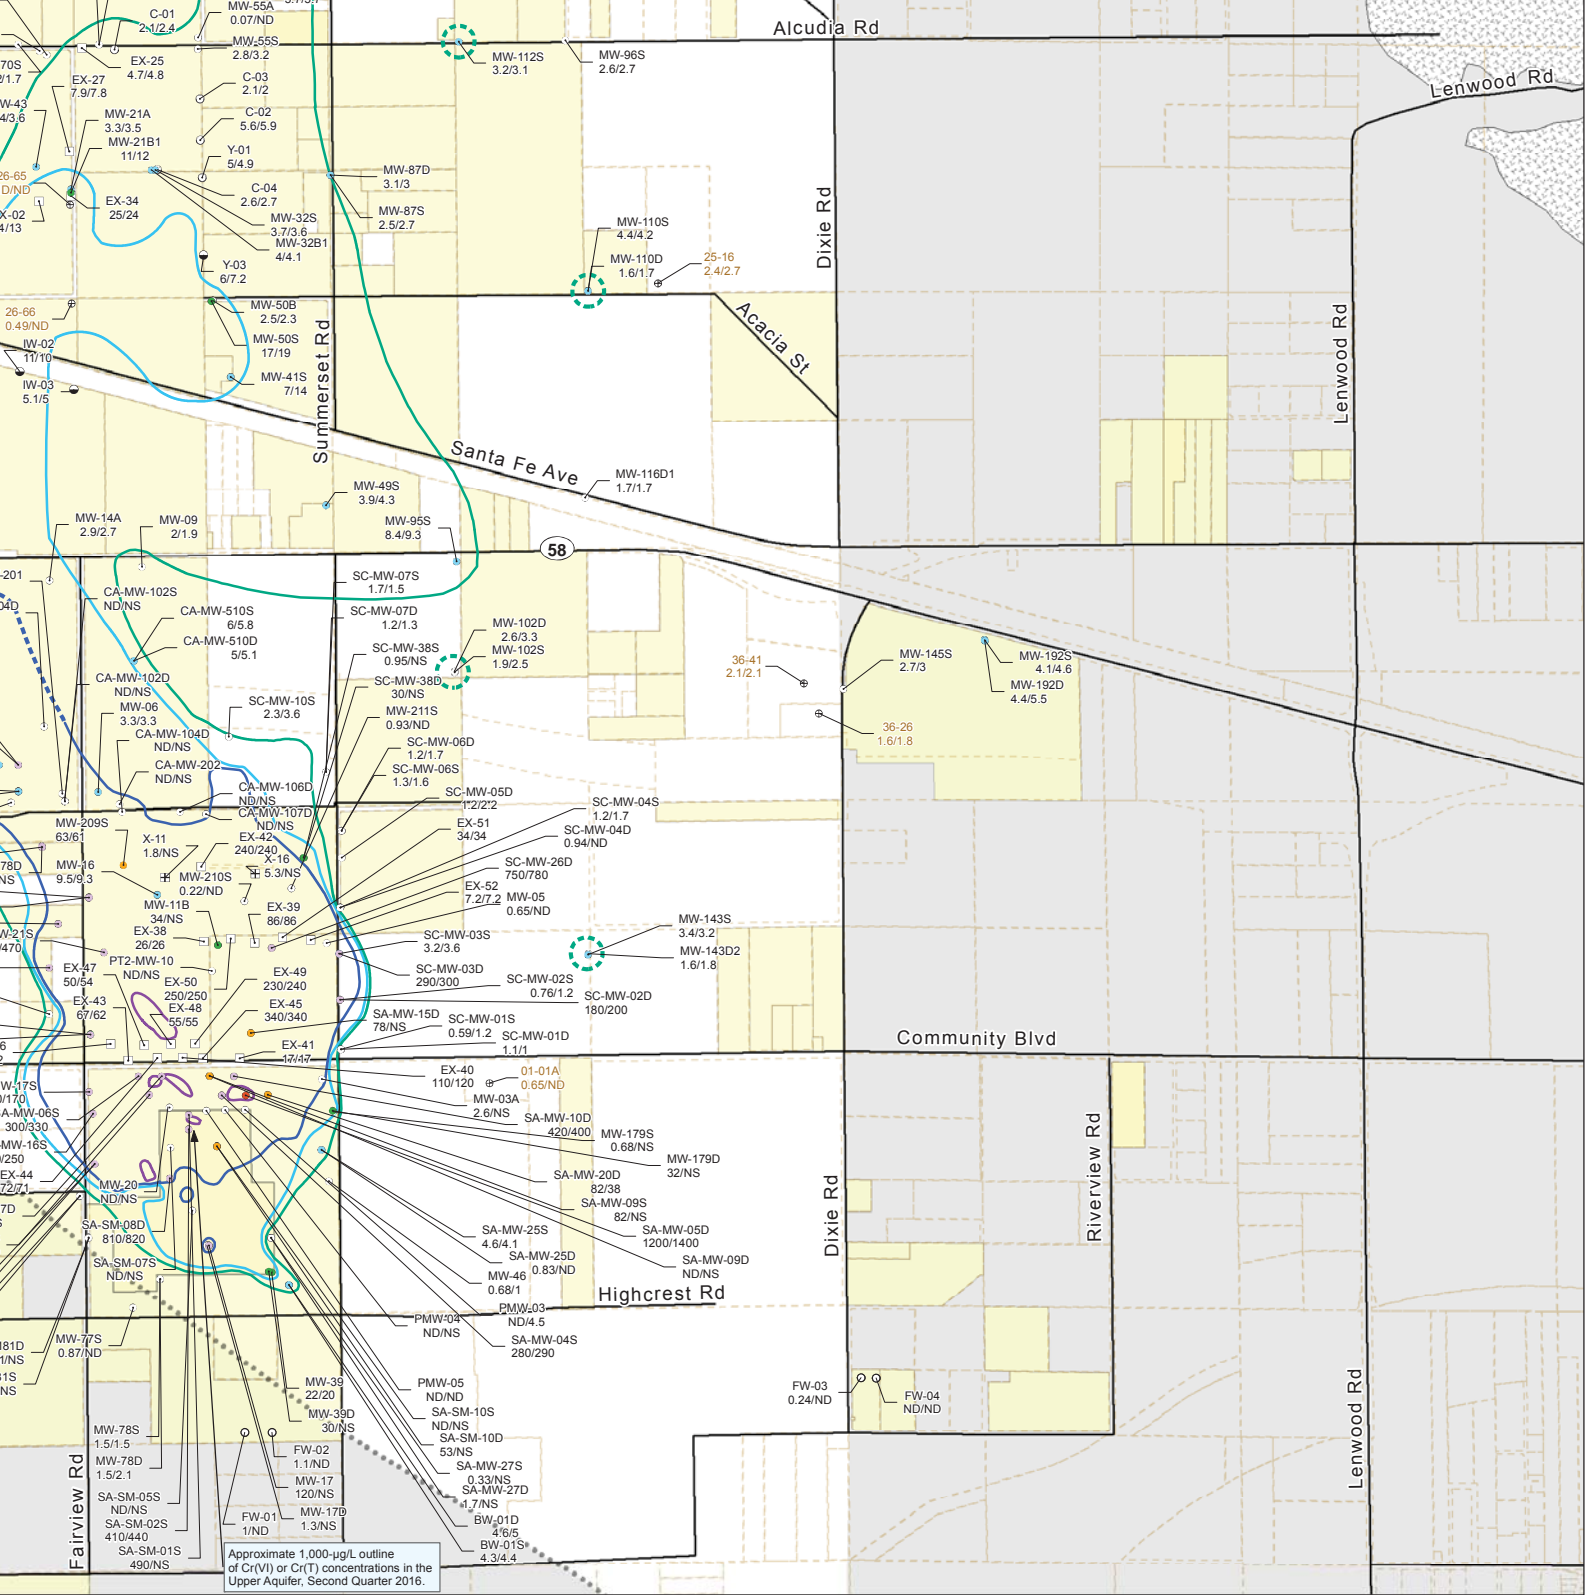 C-01
2.1/2.4
MW-55A
0.07/ND
MW-55S
2.8/3.2
EX-25
4.7/4.8
EX-27
7.9/7.8
C-03
2.1/2
MW-21A
3.3/3.5
MW-21B1
11/12
C-02
5.6/5.9
Y-01
5/4.9
C-04
2.6/2.7
EX-34
25/24
MW-32S
3.7/3.6
MW-32B1
4/4.1
Y-03
6/7.2
26-66
0.49/ND
MW-50B
2.5/2.3
MW-50S
17/19
IW-02
11/10
IW-03
5.1/5
MW-41S
7/14
MW-112S
3.2/3.1
MW-96S
2.6/2.7
Alcudia Rd
Lenwood Rd
MW-87D
3.1/3
MW-87S
2.5/2.7
MW-110S
4.4/4.2
MW-110D
1.6/1.7
25-16
2.4/2.7
Dixie Rd
Acacia St
Summerset Rd
Lenwood Rd
Santa Fe Ave
MW-116D1
1.7/1.7
MW-49S
3.9/4.3
MW-95S
8.4/9.3
58
MW-14A
2.9/2.7
MW-09
2/1.9
SC-MW-07S
1.7/1.5
SC-MW-07D
1.2/1.3
CA-MW-102S
ND/NS
CA-MW-510S
6/5.8
CA-MW-510D
5/5.1
SC-MW-38S
0.95/NS
SC-MW-38D
30/NS
MW-102D
2.6/3.3
MW-102S
1.9/2.5
CA-MW-102D
ND/NS
MW-06
3.3/3.3
SC-MW-10S
2.3/3.6
MW-211S
0.93/ND
CA-MW-104D
ND/NS
CA-MW-202
ND/NS
SC-MW-06D
1.2/1.7
SC-MW-06S
1.3/1.6
36-41
2.1/2.1
MW-145S
2.7/3
MW-192S
4.1/4.6
MW-192D
4.4/5.5
36-26
1.6/1.8
CA-MW-106D
ND/NS
CA-MW-107D
ND/NS
SC-MW-05D
1.2/2.2
SC-MW-04S
1.2/1.7
SC-MW-04D
0.94/ND
EX-51
34/34
MW-209S
63/61
X-11
1.8/NS
EX-42
240/240
X-16
5.3/NS
MW-16
9.5/9.3
MW-210S
0.22/ND
SC-MW-26D
750/780
EX-52
7.2/7.2
MW-05
0.65/ND
MW-11B
34/NS
EX-39
86/86
EX-38
26/26
SC-MW-03S
3.2/3.6
SC-MW-03D
290/300
MW-143S
3.4/3.2
MW-143D2
1.6/1.8
EX-47
50/54
PT2-MW-10
ND/NS
EX-49
230/240
EX-50
250/250
SC-MW-02S
0.76/1.2
SC-MW-02D
180/200
EX-43
67/62
EX-48
55/55
EX-45
340/340
SA-MW-15D
78/NS
SC-MW-01S
0.59/1.2
SC-MW-01D
1.1/1
EX-41
17/17
EX-40
110/120
01-01A
0.65/ND
Community Blvd
MW-03A
2.6/NS
SA-MW-10D
420/400
SA-MW-06S
300/330
MW-179S
0.68/NS
MW-179D
32/NS
EX-44
72/71
MW-20
ND/NS
SA-MW-20D
82/38
SA-MW-09S
82/NS
SA-MW-05D
1200/1400
SA-MW-09D
ND/NS
SA-SM-08D
810/820
SA-SM-07S
ND/NS
SA-MW-25S
4.6/4.1
SA-MW-25D
0.83/ND
MW-46
0.68/1
PMW-03
ND/4.5
PMW-04
ND/NS
SA-MW-04S
280/290
Highcrest Rd
Dixie Rd
Riverview Rd
MW-77S
0.87/ND
MW-39
22/20
MW-39D
30/NS
PMW-05
ND/ND
SA-SM-10S
ND/NS
SA-SM-10D
53/NS
SA-MW-27S
0.33/NS
SA-MW-27D
1.7/NS
BW-01D
4.6/5
BW-01S
4.3/4.4
FW-03
0.24/ND
FW-04
ND/ND
MW-78S
1.5/1.5
MW-78D
1.5/2.1
FW-02
1.1/ND
MW-17
120/NS
MW-17D
1.3/NS
FW-01
1/ND
SA-SM-05S
ND/NS
SA-SM-02S
410/440
SA-SM-01S
490/NS
Fairview Rd
Lenwood Rd
Approximate 1,000-µg/L outline
of Cr(VI) or Cr(T) concentrations in the
Upper Aquifer, Second Quarter 2016.